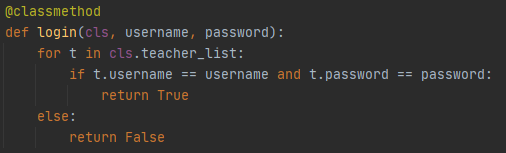 @classmethod
def login(cls, username, password):
    for t in cls.teacher_list:
        if t.username == username and t.password == password:
            return True
    else:
        return False